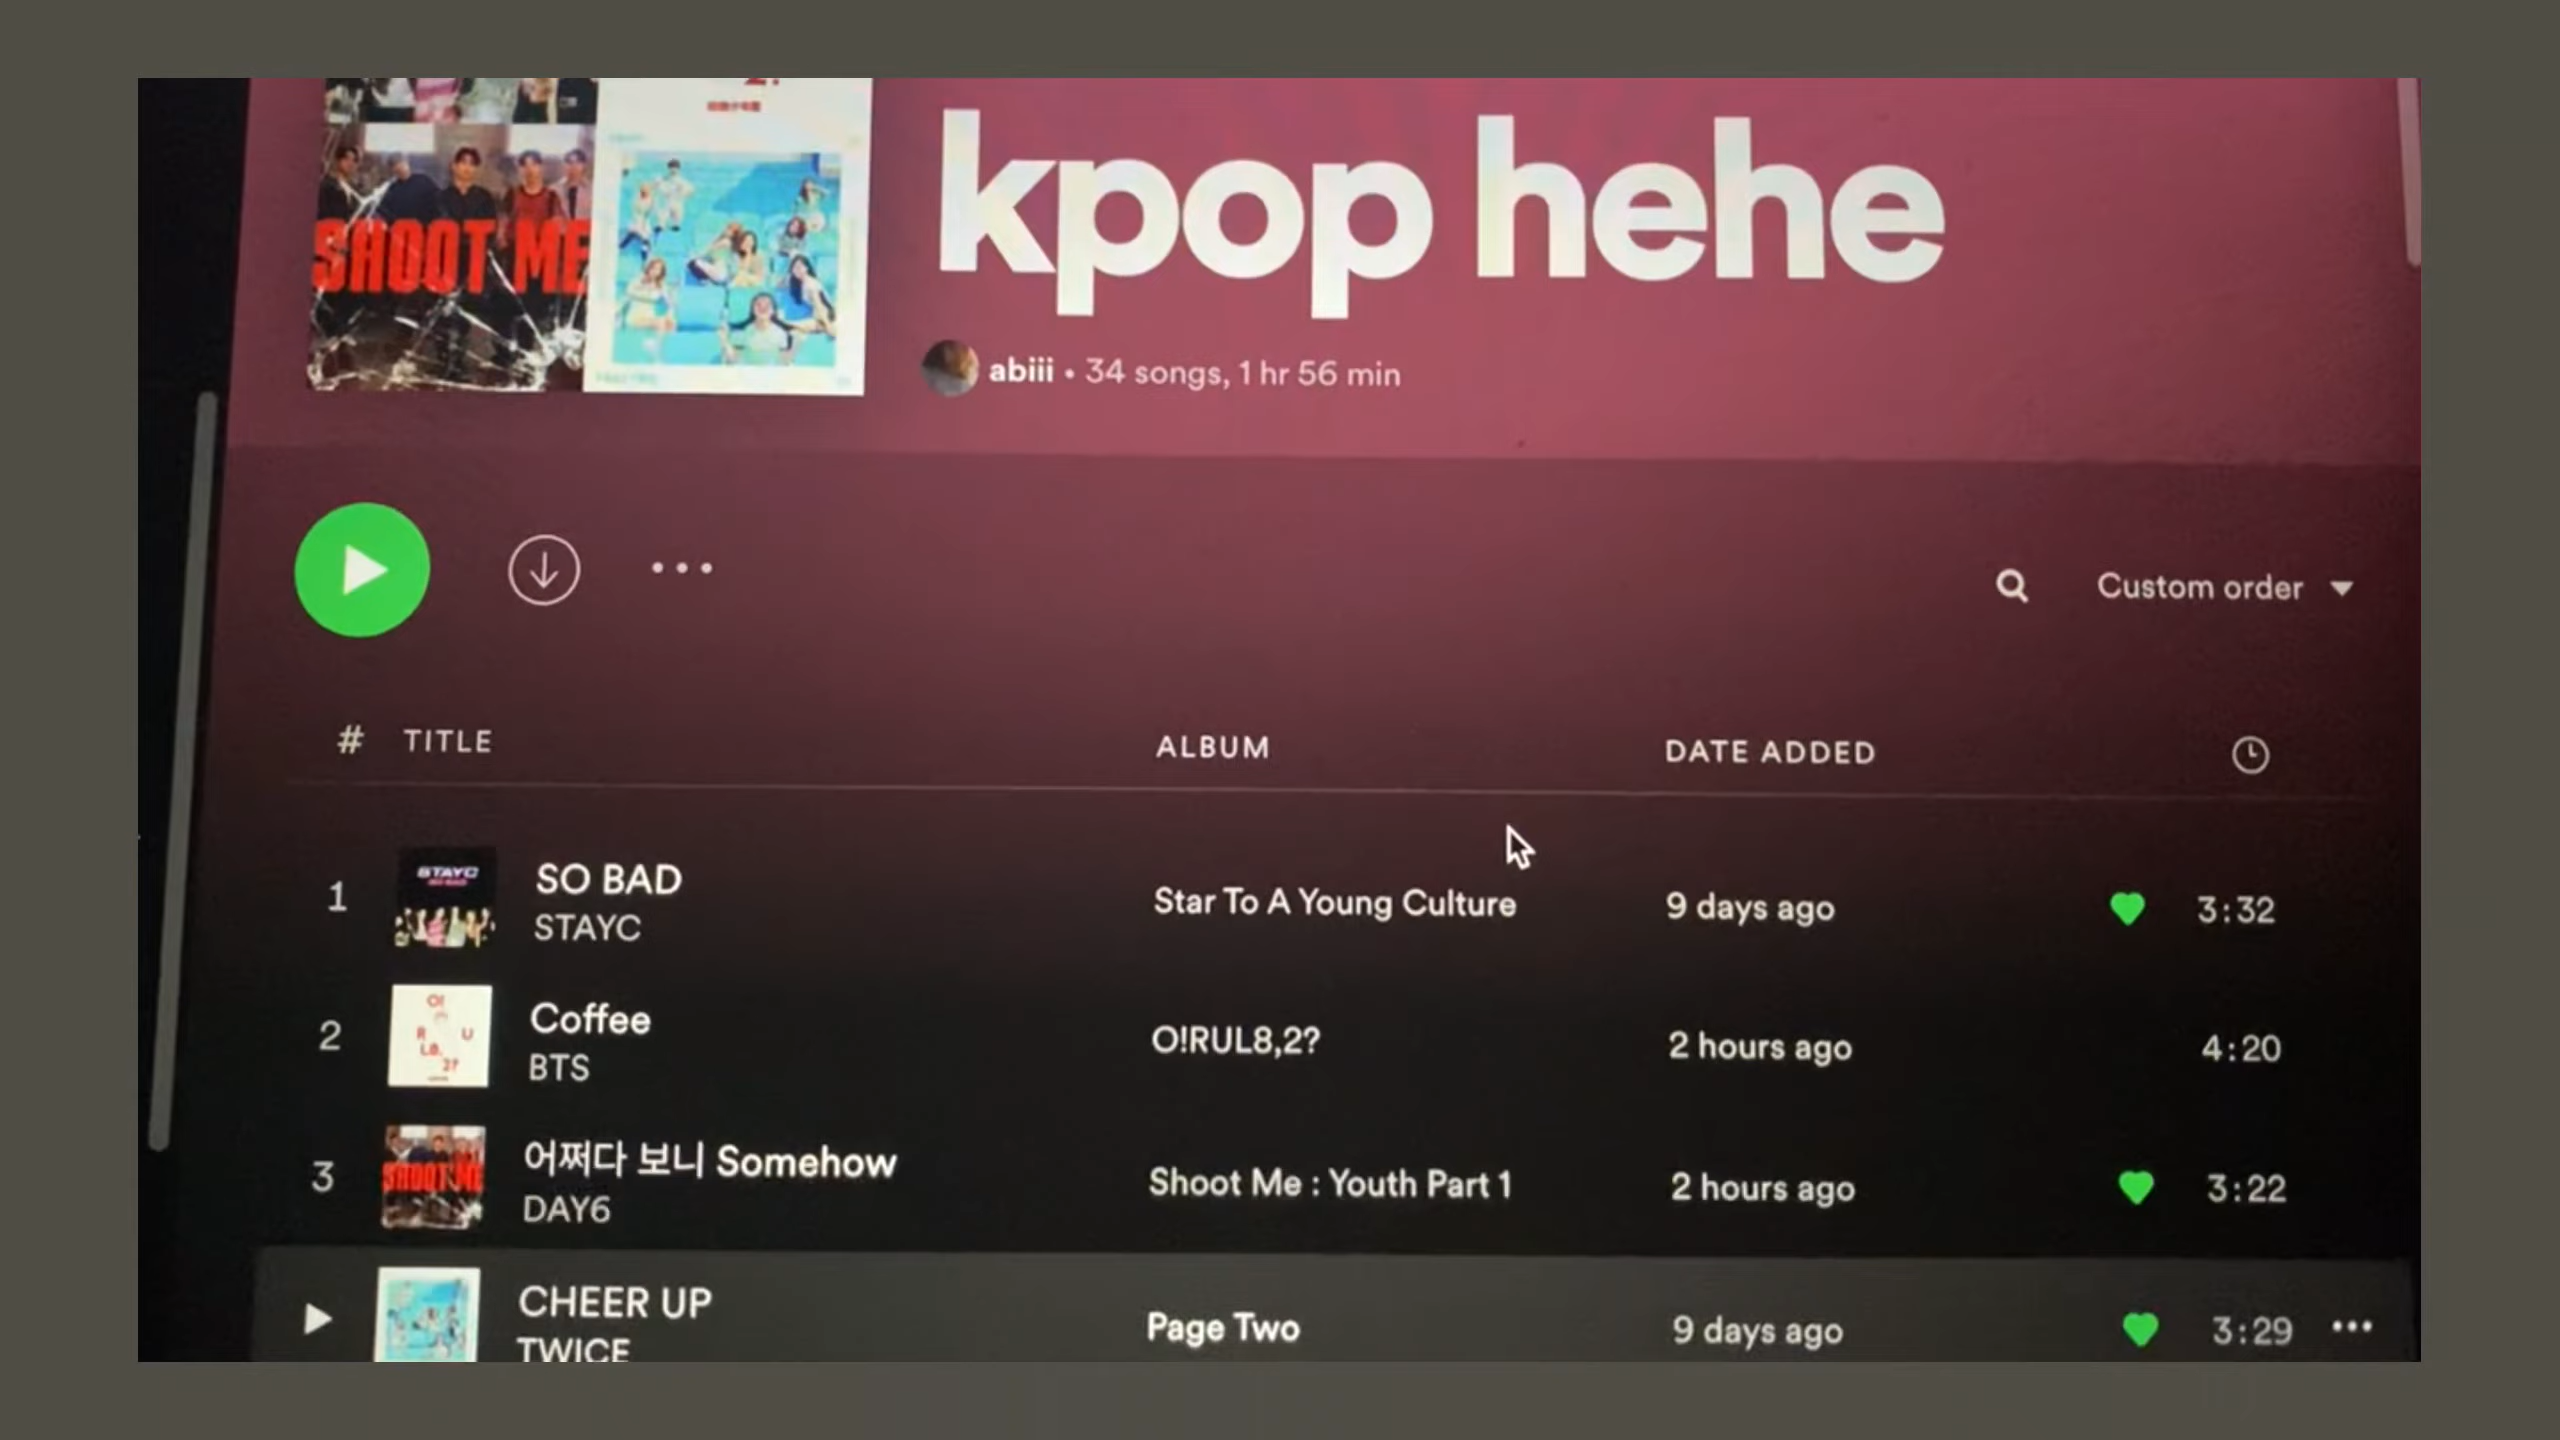 SHOOT ME
kpop hehe
abiii • 34 songs, 1 hr 56 min
Custom order
# TITLE ALBUM DATE ADDED
STAYC
1 SO BAD Star To A Young Culture 9 days ago 3:32
STAYC
2 Coffee O!RUL8,2? 2 hours ago 4:20
BTS
SHOOT ME
3 어쩌다 보니 Somehow Shoot Me : Youth Part 1 2 hours ago 3:22
DAY6
CHEER UP Page Two 9 days ago 3:29
TWICE